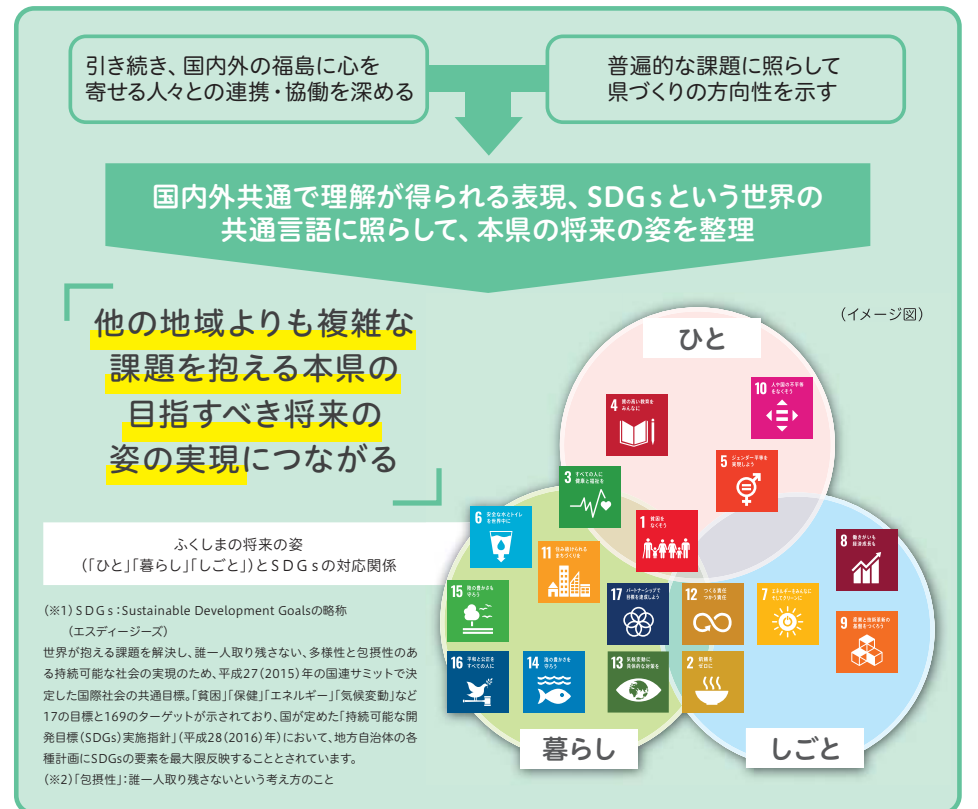 引き続き、国内外の福島に心を
寄せる人々との連携・協働を深める
普遍的な課題に照らして
県づくりの方向性を示す
国内外共通で理解が得られる表現、SDGsという世界の
共通言語に照らして、本県の将来の姿を整理
他の地域よりも複雑な
課題を抱える本県の
目指すべき将来の
姿の実現につながる
(イメージ図)
ひと
10 人や国の不平等
をなくそう
4 質の高い教育を
みんなに
5 ジェンダー平等を
実現しよう
3 すべての人に
健康と福祉を
6 安全な水とトイレ
を世界中に
1 貧困を
なくそう
11 住み続けられる
まちづくりを
8 働きがいも
経済成長も
15 陸の豊かさも
守ろう
17 パートナーシップで
目標を達成しよう
12 つくる責任
つかう責任
7 エネルギーをみんなに
そしてクリーンに
9 産業と技術革新の
基盤をつくろう
16 平和と公正を
すべての人に
14 海の豊かさを
守ろう
13 気候変動に
具体的な対策を
2 飢餓を
ゼロに
暮らし
しごと
ふくしまの将来の姿
(「ひと」「暮らし」「しごと」)とSDGsの対応関係
(※1)SDGs:Sustainable Development Goalsの略称
(エスディージーズ)
世界が抱える課題を解決し、誰一人取り残さない、多様性と包摂性のあ
る持続可能な社会の実現のため、平成27(2015)年の国連サミットで決
定した国際社会の共通目標。「貧困」「保健」「エネルギー」「気候変動」など
17の目標と169のターゲットが示されており、国が定めた「持続可能な開
発目標(SDGs)実施指針」(平成28(2016)年)において、地方自治体の各
種計画にSDGsの要素を最大限反映することとされています。
(※2)「包摂性」:誰一人取り残さないという考え方のこと